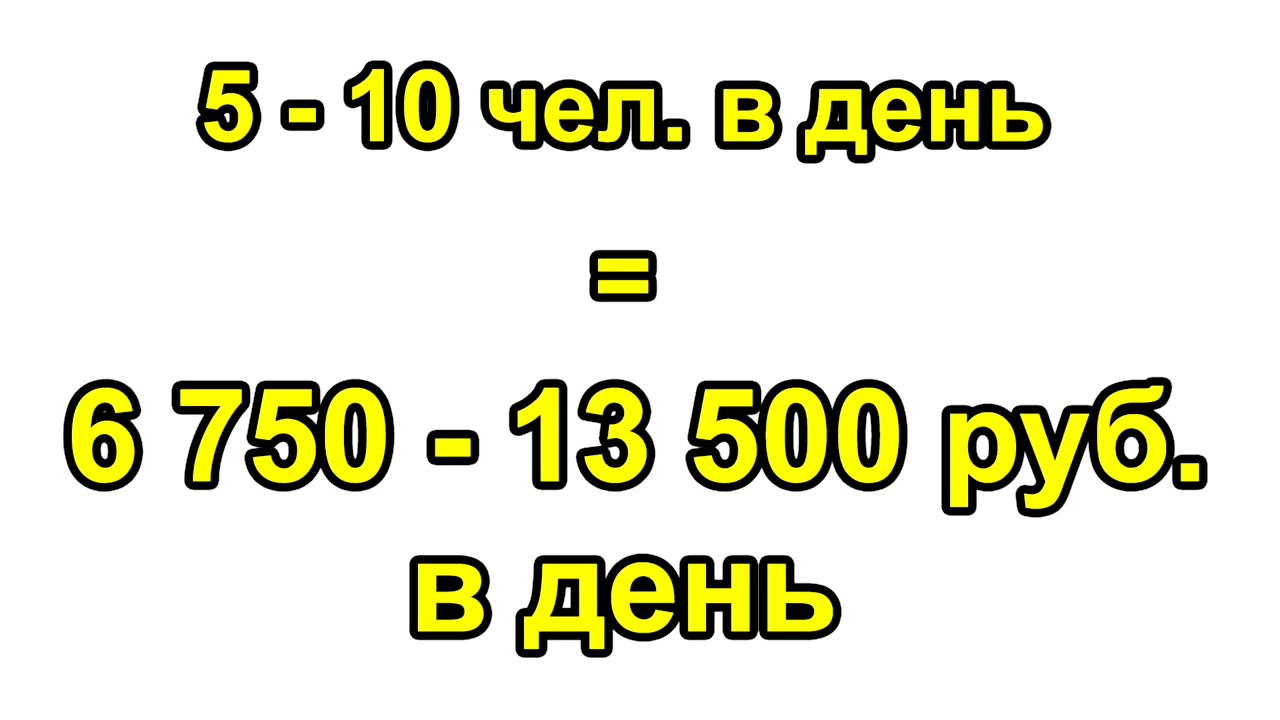 5 - 10 чел. в день
=
6 750 - 13 500 руб.
в день